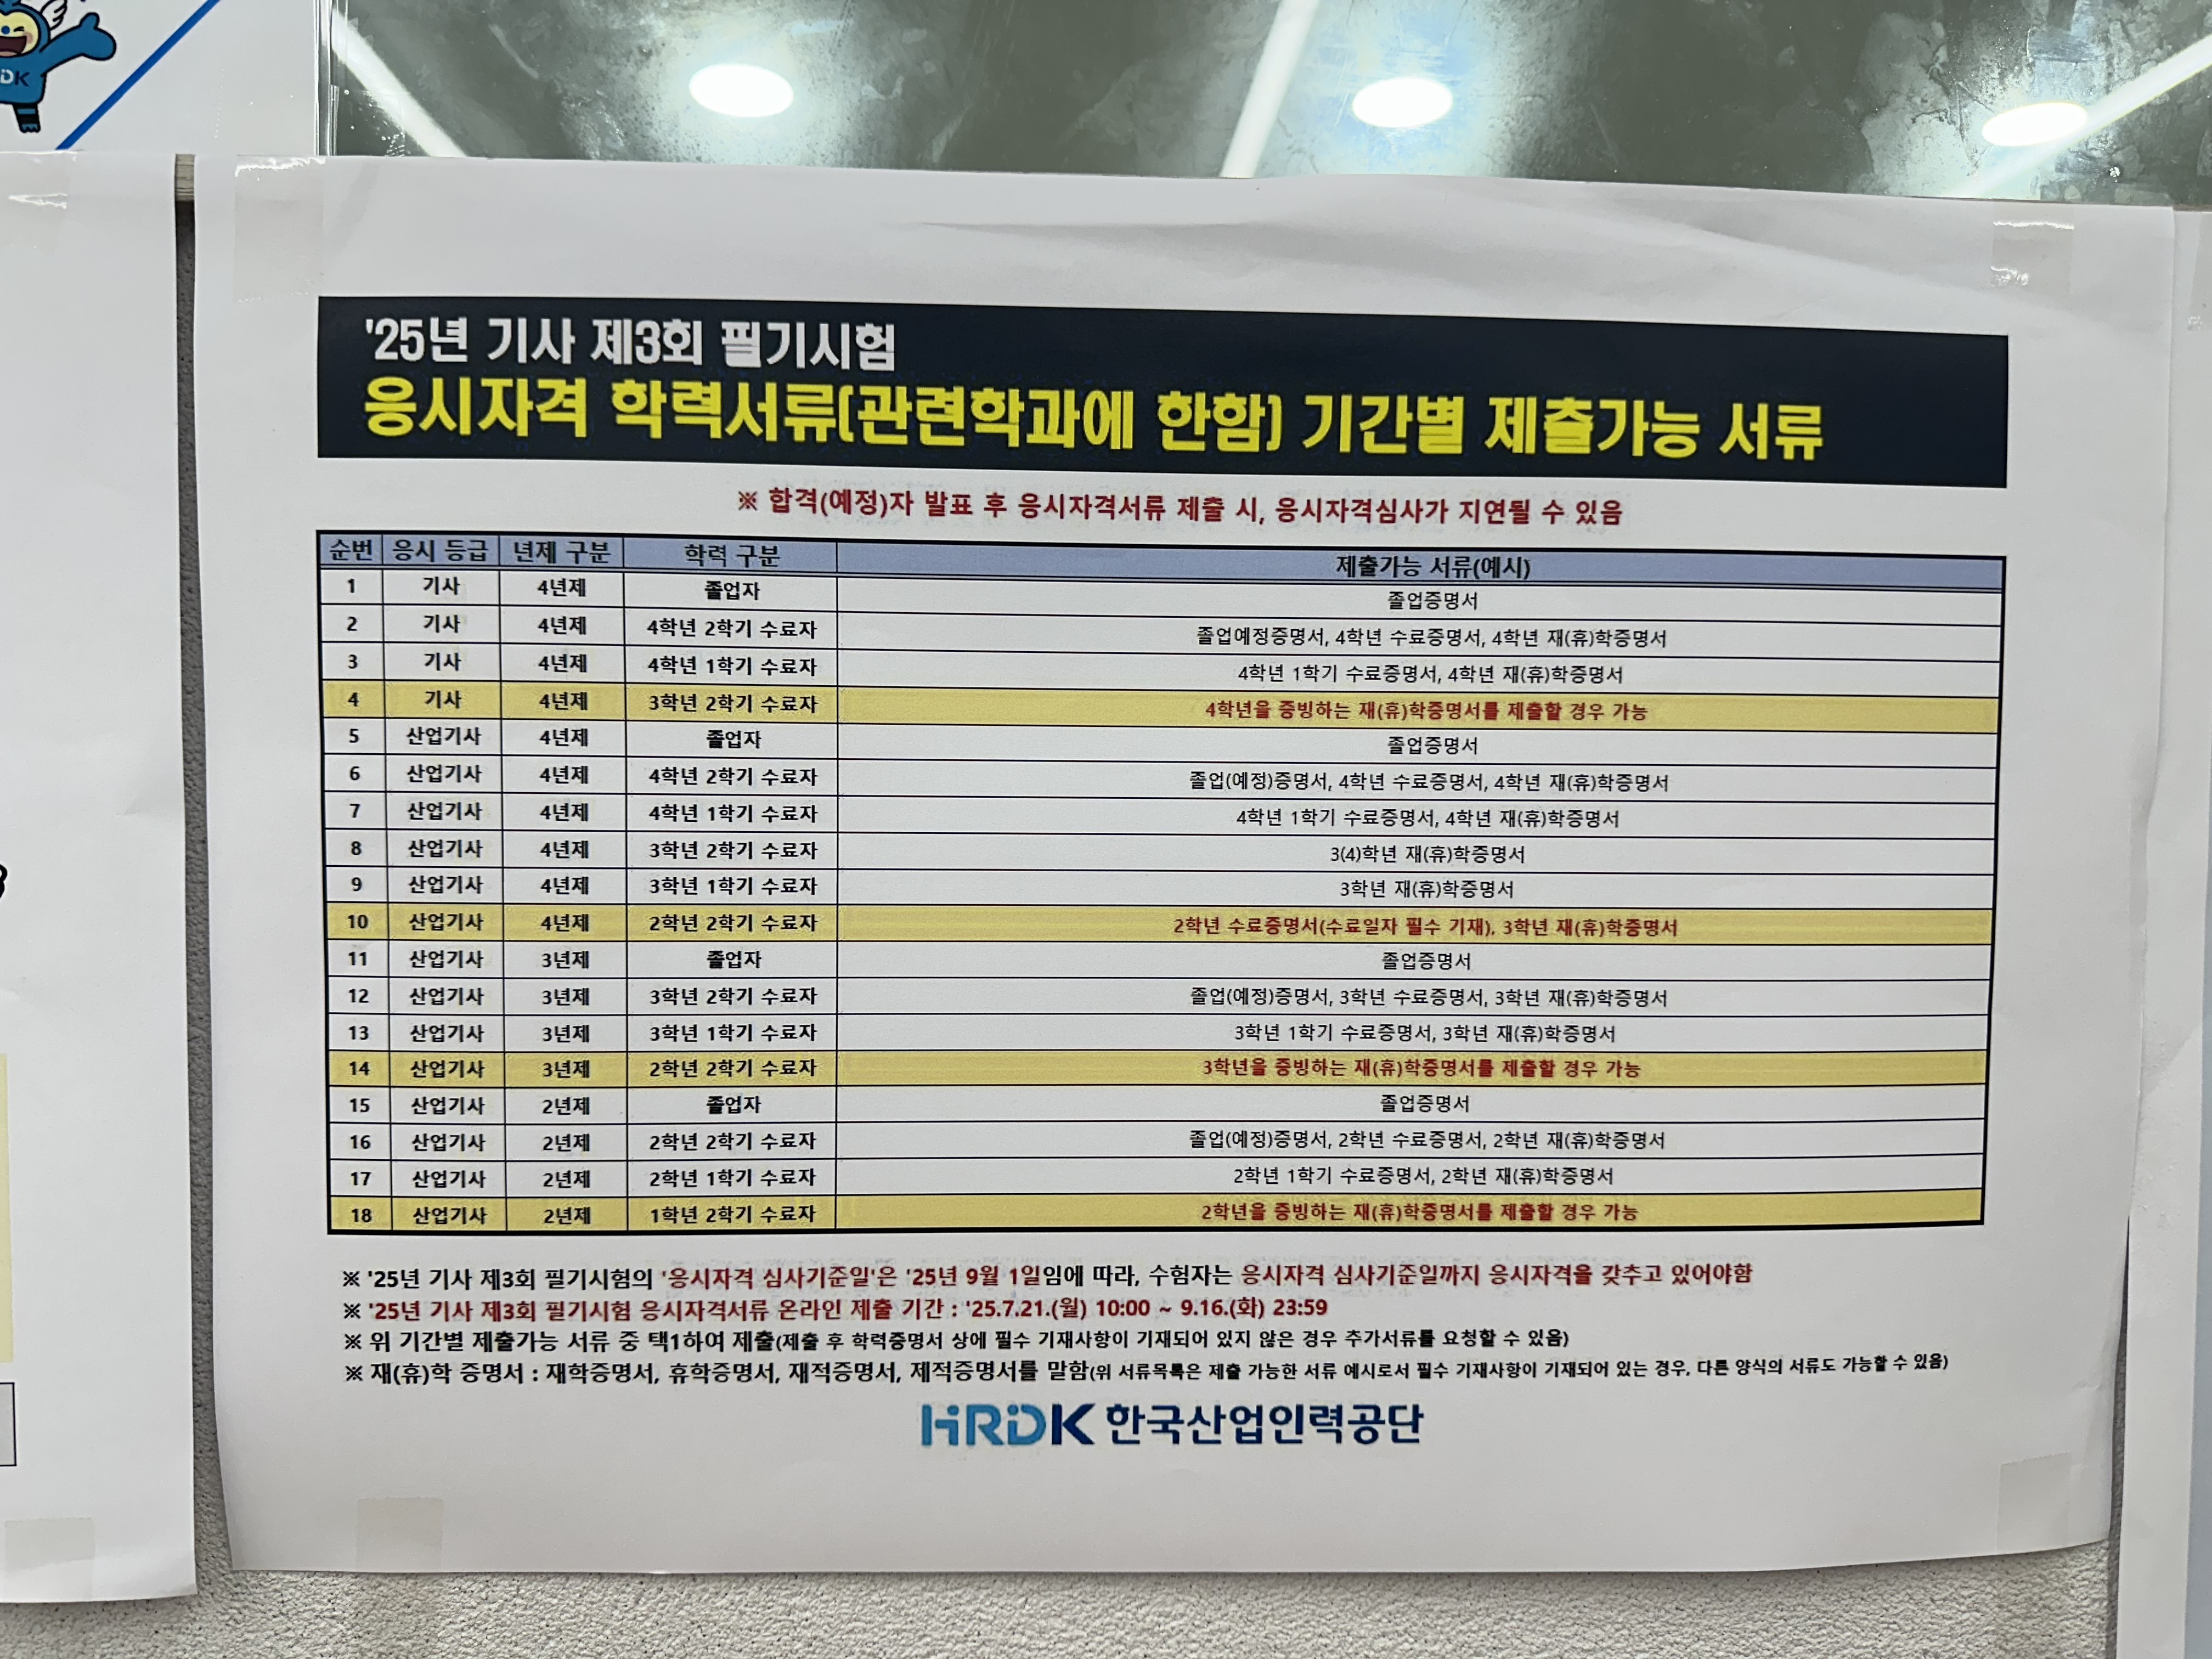 DK
'25년 기사 제3회 필기시험
응시자격 학력서류(관련학과에 한함) 기간별 제출가능 서류
※ 합격(예정)자 발표 후 응시자격서류 제출 시, 응시자격심사가 지연될 수 있음
순번 응시 등급 년제 구분 학력 구분 제출가능 서류(예시)
1 기사 4년제 졸업자 졸업증명서
2 기사 4년제 4학년 2학기 수료자 졸업예정증명서, 4학년 수료증명서, 4학년 재(휴)학증명서
3 기사 4년제 4학년 1학기 수료자 4학년 1학기 수료증명서, 4학년 재(휴)학증명서
4 기사 4년제 3학년 2학기 수료자 4학년을 증빙하는 재(휴)학증명서를 제출할 경우 가능
5 산업기사 4년제 졸업자 졸업증명서
6 산업기사 4년제 4학년 2학기 수료자 졸업(예정)증명서, 4학년 수료증명서, 4학년 재(휴)학증명서
7 산업기사 4년제 4학년 1학기 수료자 4학년 1학기 수료증명서, 4학년 재(휴)학증명서
8 산업기사 4년제 3학년 2학기 수료자 3(4)학년 재(휴)학증명서
9 산업기사 4년제 3학년 1학기 수료자 3학년 재(휴)학증명서
10 산업기사 4년제 2학년 2학기 수료자 2학년 수료증명서(수료일자 필수 기재), 3학년 재(휴)학증명서
11 산업기사 3년제 졸업자 졸업증명서
12 산업기사 3년제 3학년 2학기 수료자 졸업(예정)증명서, 3학년 수료증명서, 3학년 재(휴)학증명서
13 산업기사 3년제 3학년 1학기 수료자 3학년 1학기 수료증명서, 3학년 재(휴)학증명서
14 산업기사 3년제 2학년 2학기 수료자 3학년을 증빙하는 재(휴)학증명서를 제출할 경우 가능
15 산업기사 2년제 졸업자 졸업증명서
16 산업기사 2년제 2학년 2학기 수료자 졸업(예정)증명서, 2학년 수료증명서, 2학년 재(휴)학증명서
17 산업기사 2년제 2학년 1학기 수료자 2학년 1학기 수료증명서, 2학년 재(휴)학증명서
18 산업기사 2년제 1학년 2학기 수료자 2학년을 증빙하는 재(휴)학증명서를 제출할 경우 가능
※ '25년 기사 제3회 필기시험의 '응시자격 심사기준일'은 '25년 9월 1일임에 따라, 수험자는 응시자격 심사기준일까지 응시자격을 갖추고 있어야함
※ '25년 기사 제3회 필기시험 응시자격서류 온라인 제출 기간 : '25.7.21.(월) 10:00 ~ 9.16.(화) 23:59
※ 위 기간별 제출가능 서류 중 택1하여 제출(제출 후 학력증명서 상에 필수 기재사항이 기재되어 있지 않은 경우 추가서류를 요청할 수 있음)
※ 재(휴)학 증명서 : 재학증명서, 휴학증명서, 재적증명서, 제적증명서를 말함(위 서류목록은 제출 가능한 서류 예시로서 필수 기재사항이 기재되어 있는 경우, 다른 양식의 서류도 가능할 수 있음)
HRDK 한국산업인력공단